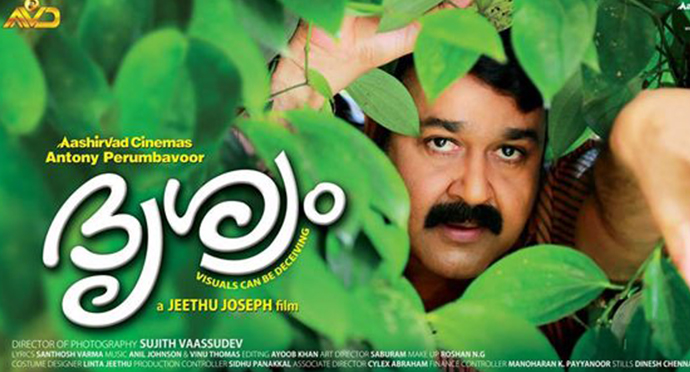 AMD
AashirVad Cinemas
Antony Perumbavoor
ദൃശ്യം
VISUALS CAN BE DECEIVING
a JEETHU JOSEPH film
DIRECTOR OF PHOTOGRAPHY SUJITH VAASSUDEV
LYRICS SANTHOSH VARMA MUSIC ANIL JOHNSON & VINU THOMAS EDITING AYOOB KHAN ART DIRECTOR SABURAM MAKE UP ROSHAN N.G
COSTUME DESIGNER LINTA JEETHU PRODUCTION CONTROLLER SIDHU PANAKKAL ASSOCIATE DIRECTOR CYLEX ABRAHAM FINANCE CONTROLLER MANOHARAN K. PAYYANOOR STILLS DINESH CHENNA